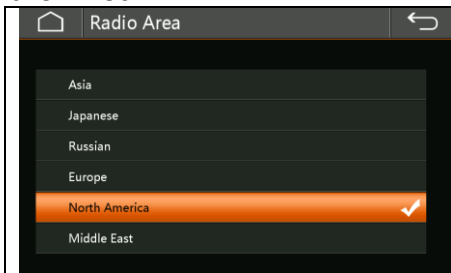 Radio Area
Asia
Japanese
Russian
Europe
North America
Middle East